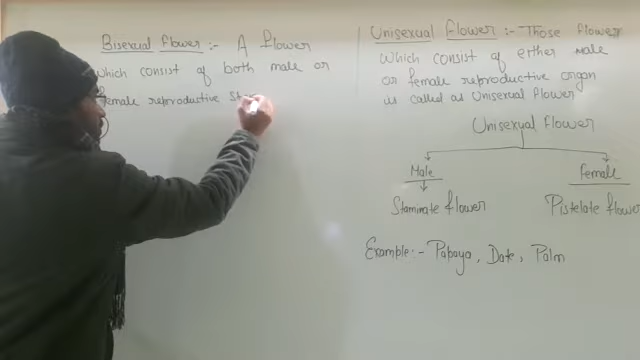 Bisexual flower :- A flower
which consist of both male or
female reproductive
Unisexual flower :- Those flower
which consist of either male
or female reproductive organ
is called as Unisexual flower
Unisexual flower
Male Female
Staminate flower Pistelate flower
Example :- Papaya, Date, Palm